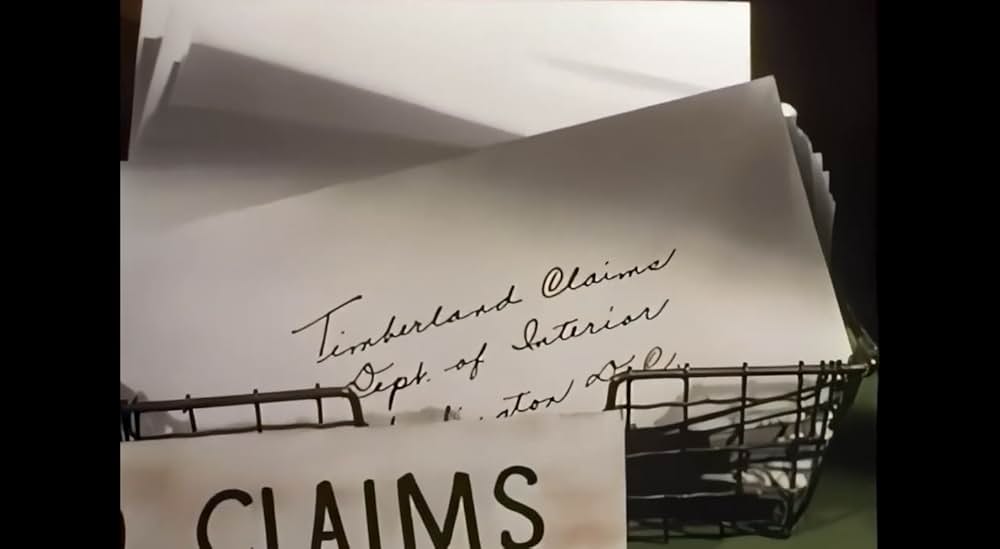 Timberland Claims
Dept. of Interior
D.C.
CLAIMS